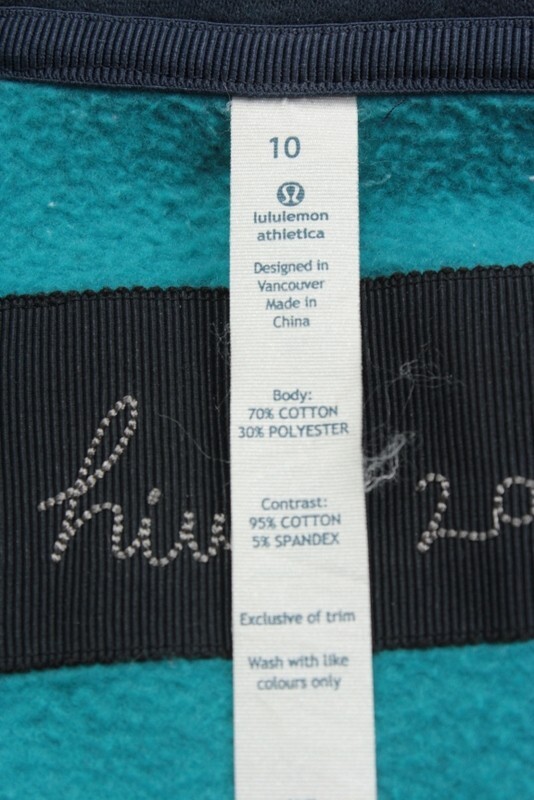 10
lululemon
athletica
Designed in
Vancouver
Made in
China
Body:
70% COTTON
30% POLYESTER
Contrast:
95% COTTON
5% SPANDEX
Exclusive of trim
Wash with like
colours only